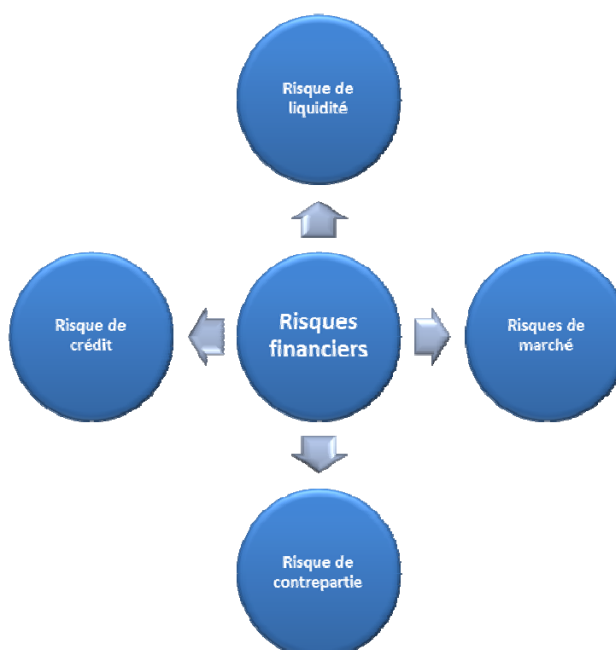 Risque de
liquidité
Risque de
crédit
Risques
financiers
Risques de
marché
Risque de
contrepartie